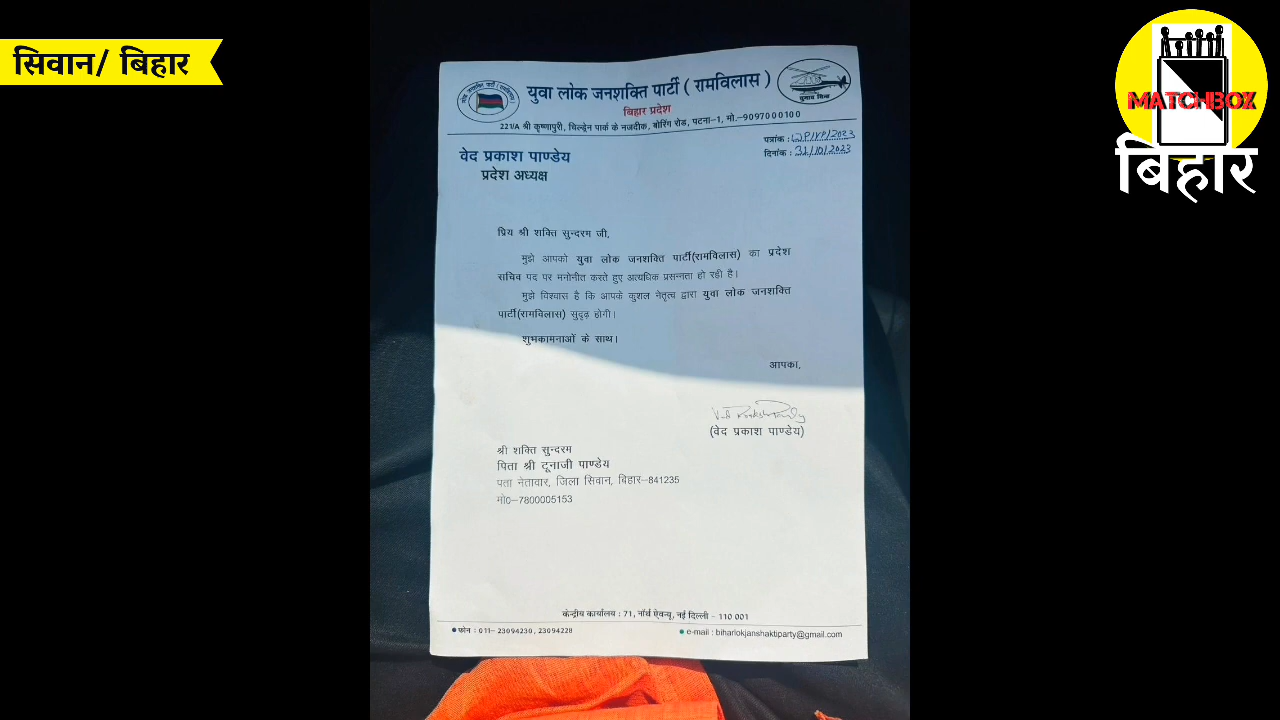 सिवान/ बिहार
MATCHBOX
बिहार
युवा लोक जनशक्ति पार्टी ( रामविलास )
चुनाव चिन्ह
बिहार प्रदेश
221/A श्री कृष्णापुरी, चिल्ड्रेन पार्क के नजदीक, बोरिंग रोड, पटना-1, मो.-9097000100
पत्रांक :
दिनांक : 31/10/2023
वेद प्रकाश पाण्डेय
प्रदेश अध्यक्ष
प्रिय श्री शक्ति सुन्दरम जी,
मुझे आपको युवा लोक जनशक्ति पार्टी(रामविलास) का प्रदेश
सचिव पद पर मनोनीत करते हुए अत्यधिक प्रसन्नता हो रही है।
मुझे विश्वास है कि आपके कुशल नेतृत्व द्वारा युवा लोक जनशक्ति
पार्टी(रामविलास) सुदृढ़ होगी।
शुभकामनाओं के साथ।
आपका,
(वेद प्रकाश पाण्डेय)
श्री शक्ति सुन्दरम
पिता श्री टूनाजी पाण्डेय
पता नेतावार, जिला सिवान, बिहार-841235
मो0-7800005153
केन्द्रीय कार्यालय : 71, नॉर्थ ऐवन्यू, नई दिल्ली - 110 001
फ़ोन : 011- 23094230, 23094228
e-mail : biharlokjanshaktiparty@gmail.com